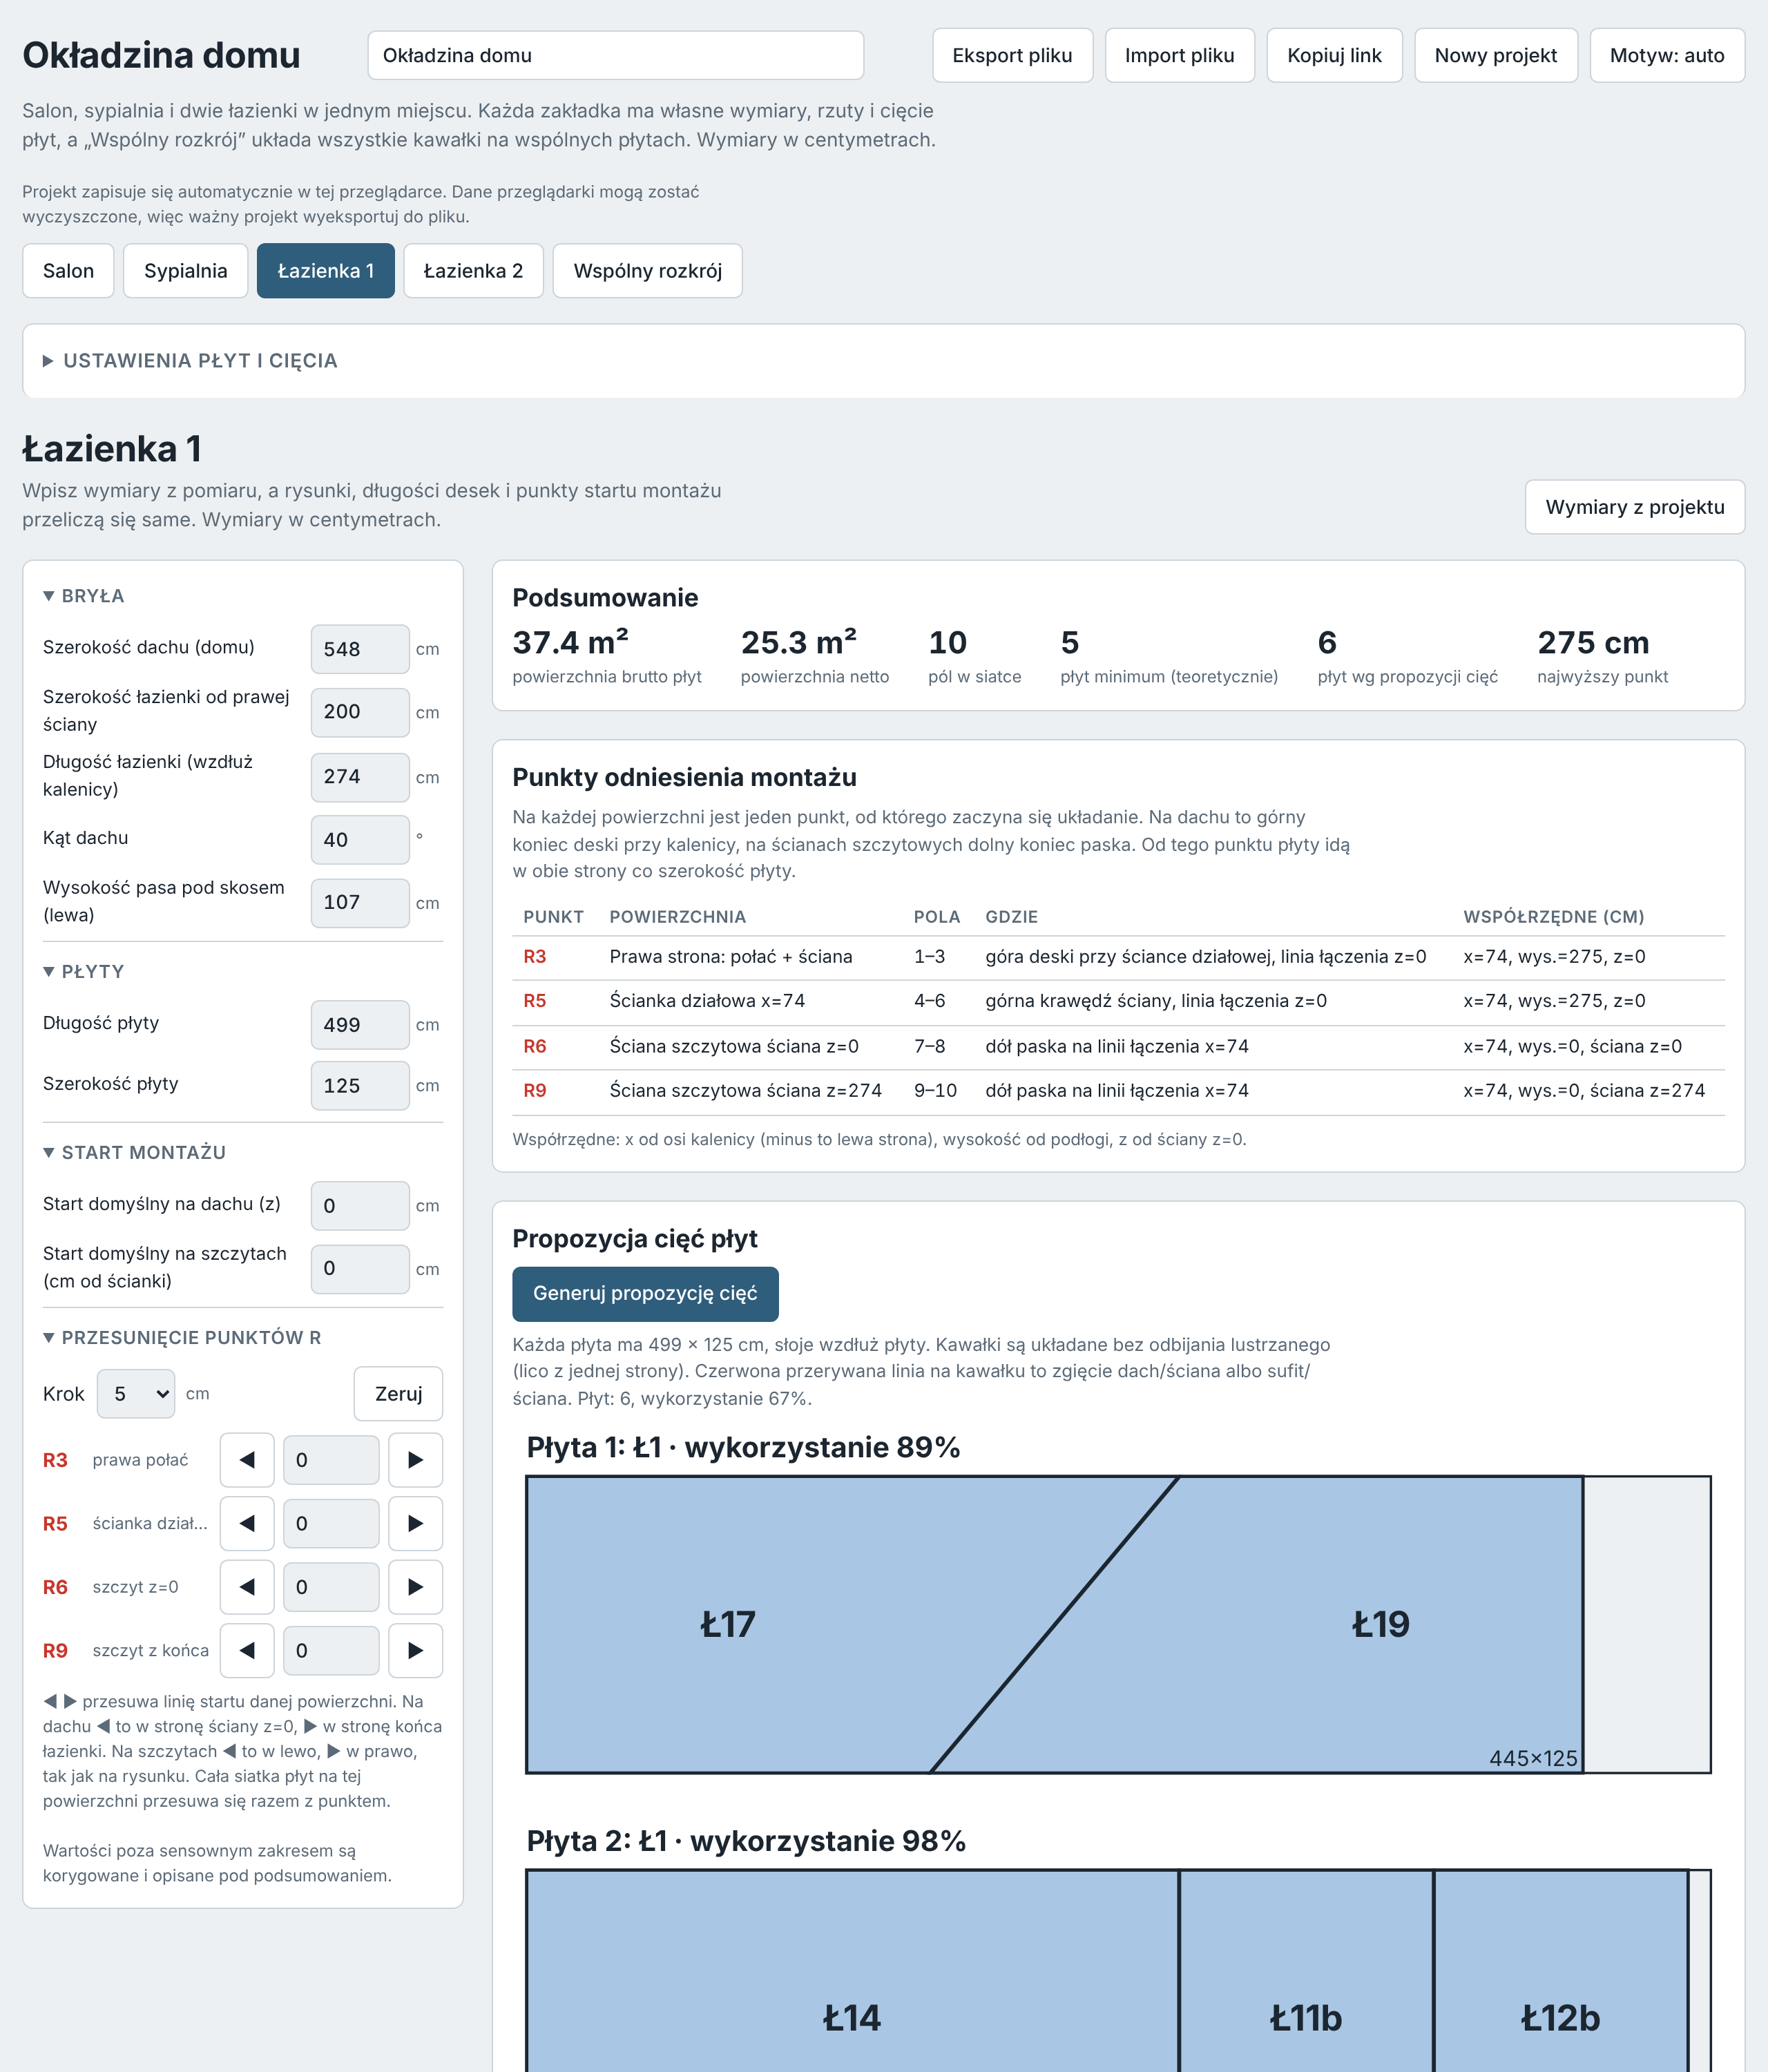 Okładzina domu
Okładzina domu
Eksport pliku
Import pliku
Kopiuj link
Nowy projekt
Motyw: auto
Salon, sypialnia i dwie łazienki w jednym miejscu. Każda zakładka ma własne wymiary, rzuty i cięcie
płyt, a „Wspólny rozkrój” układa wszystkie kawałki na wspólnych płytach. Wymiary w centymetrach.
Projekt zapisuje się automatycznie w tej przeglądarce. Dane przeglądarki mogą zostać
wyczyszczone, więc ważny projekt wyeksportuj do pliku.
Salon
Sypialnia
Łazienka 1
Łazienka 2
Wspólny rozkrój
▶ USTAWIENIA PŁYT I CIĘCIA
Łazienka 1
Wpisz wymiary z pomiaru, a rysunki, długości desek i punkty startu montażu
przeliczą się same. Wymiary w centymetrach.
Wymiary z projektu
▼ BRYŁA
Szerokość dachu (domu) 548 cm
Szerokość łazienki od prawej
ściany 200 cm
Długość łazienki (wzdłuż
kalenicy) 274 cm
Kąt dachu 40 °
Wysokość pasa pod skosem
(lewa) 107 cm
▼ PŁYTY
Długość płyty 499 cm
Szerokość płyty 125 cm
▼ START MONTAŻU
Start domyślny na dachu (z) 0 cm
Start domyślny na szczytach
(cm od ścianki) 0 cm
▼ PRZESUNIĘCIE PUNKTÓW R
Krok 5 cm Zeruj
R3 prawa połać ◀ 0 ▶
R5 ścianka dział... ◀ 0 ▶
R6 szczyt z=0 ◀ 0 ▶
R9 szczyt z końca ◀ 0 ▶
◀ ▶ przesuwa linię startu danej powierzchni. Na
dachu ◀ to w stronę ściany z=0, ▶ w stronę końca
łazienki. Na szczytach ◀ to w lewo, ▶ w prawo,
tak jak na rysunku. Cała siatka płyt na tej
powierzchni przesuwa się razem z punktem.
Wartości poza sensownym zakresem są
korygowane i opisane pod podsumowaniem.
Podsumowanie
37.4 m² 25.3 m² 10 5 6 275 cm
powierzchnia brutto płyt powierzchnia netto pól w siatce płyt minimum (teoretycznie) płyt wg propozycji cięć najwyższy punkt
Punkty odniesienia montażu
Na każdej powierzchni jest jeden punkt, od którego zaczyna się układanie. Na dachu to górny
koniec deski przy kalenicy, na ścianach szczytowych dolny koniec paska. Od tego punktu płyty idą
w obie strony co szerokość płyty.
PUNKT POWIERZCHNIA POLA GDZIE WSPÓŁRZĘDNE (CM)
R3 Prawa strona: połać + ściana 1–3 góra deski przy ściance działowej, linia łączenia z=0 x=74, wys.=275, z=0
R5 Ścianka działowa x=74 4–6 górna krawędź ściany, linia łączenia z=0 x=74, wys.=275, z=0
R6 Ściana szczytowa ściana z=0 7–8 dół paska na linii łączenia x=74 x=74, wys.=0, ściana z=0
R9 Ściana szczytowa ściana z=274 9–10 dół paska na linii łączenia x=74 x=74, wys.=0, ściana z=274
Współrzędne: x od osi kalenicy (minus to lewa strona), wysokość od podłogi, z od ściany z=0.
Propozycja cięć płyt
Generuj propozycję cięć
Każda płyta ma 499 × 125 cm, słoje wzdłuż płyty. Kawałki są układane bez odbijania lustrzanego
(lico z jednej strony). Czerwona przerywana linia na kawałku to zgięcie dach/ściana albo sufit/
ściana. Płyt: 6, wykorzystanie 67%.
Płyta 1: Ł1 · wykorzystanie 89%
Ł17 Ł19
445×125
Płyta 2: Ł1 · wykorzystanie 98%
Ł14 Ł11b Ł12b